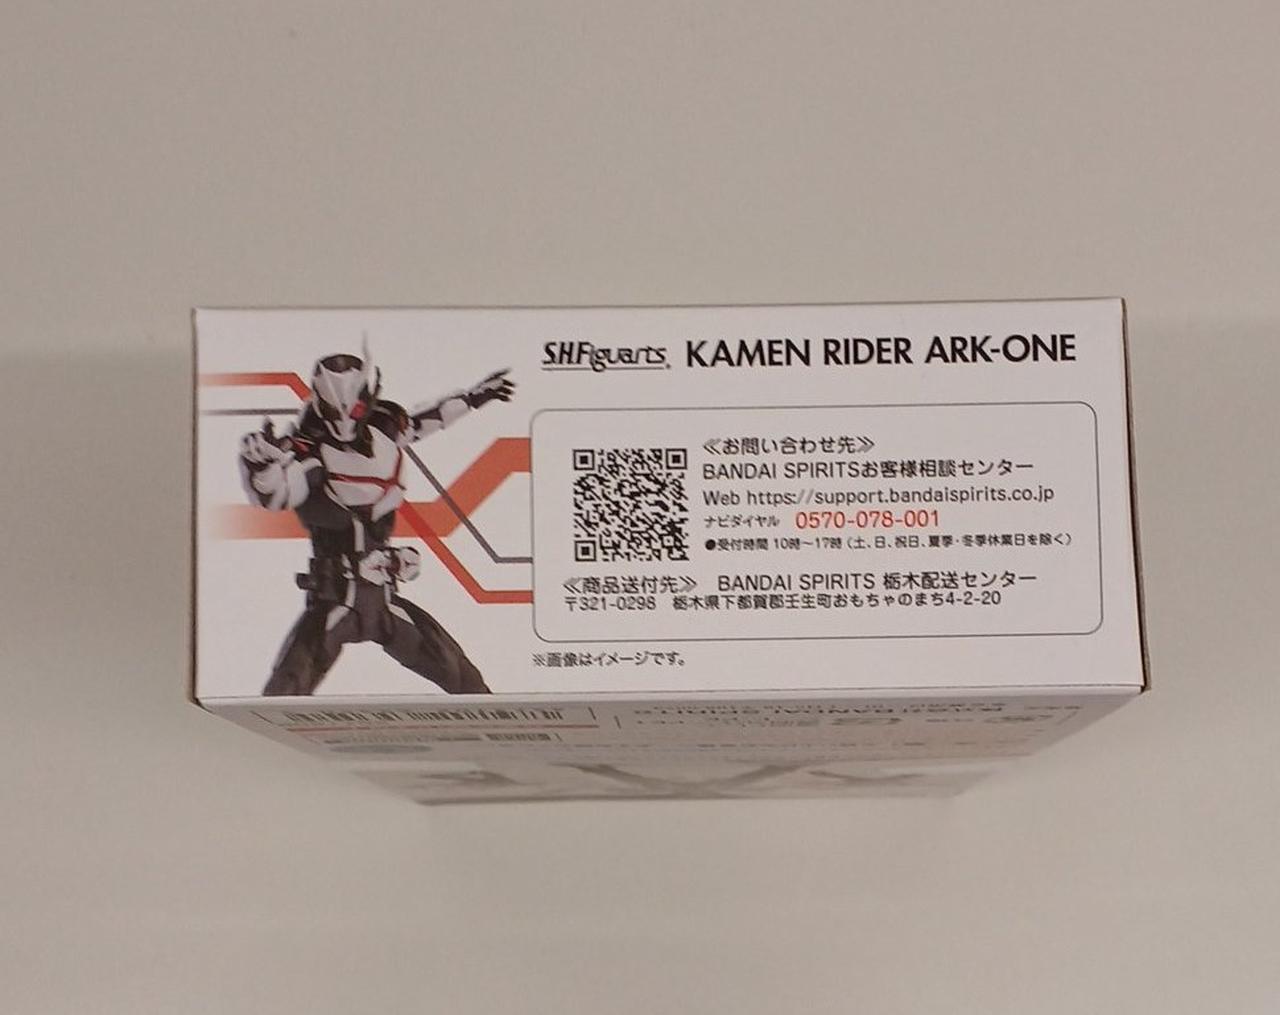 S.H.Figuarts KAMEN RIDER ARK-ONE
≪お問い合わせ先≫
BANDAI SPIRITSお客様相談センター
Web https://support.bandaispirits.co.jp
ナビダイヤル 0570-078-001
●受付時間 10時～17時（土、日、祝日、夏季・冬季休業日を除く）
≪商品送付先≫ BANDAI SPIRITS 栃木配送センター
〒321-0298 栃木県下都賀郡壬生町おもちゃのまち4-2-20
※画像はイメージです。